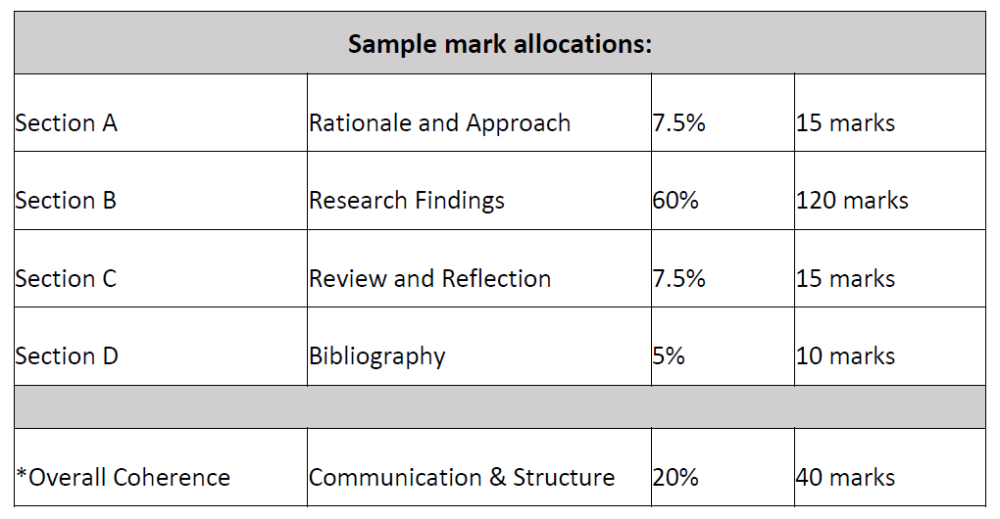 Sample mark allocations:
Section A Rationale and Approach 7.5% 15 marks
Section B Research Findings 60% 120 marks
Section C Review and Reflection 7.5% 15 marks
Section D Bibliography 5% 10 marks
*Overall Coherence Communication & Structure 20% 40 marks